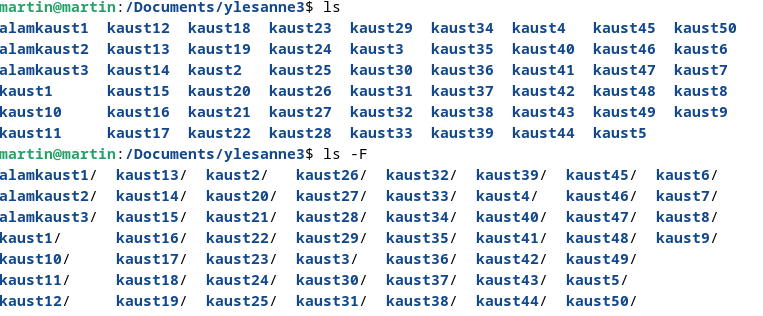 martin@martin:/Documents/ylesanne3$ ls
alamkaust1  kaust12  kaust18  kaust23  kaust29  kaust34  kaust4   kaust45  kaust50
alamkaust2  kaust13  kaust19  kaust24  kaust3   kaust35  kaust40  kaust46  kaust6
alamkaust3  kaust14  kaust2   kaust25  kaust30  kaust36  kaust41  kaust47  kaust7
kaust1      kaust15  kaust20  kaust26  kaust31  kaust37  kaust42  kaust48  kaust8
kaust10     kaust16  kaust21  kaust27  kaust32  kaust38  kaust43  kaust49  kaust9
kaust11     kaust17  kaust22  kaust28  kaust33  kaust39  kaust44  kaust5
martin@martin:/Documents/ylesanne3$ ls -F
alamkaust1/  kaust13/  kaust2/   kaust26/  kaust32/  kaust39/  kaust45/  kaust6/
alamkaust2/  kaust14/  kaust20/  kaust27/  kaust33/  kaust4/   kaust46/  kaust7/
alamkaust3/  kaust15/  kaust21/  kaust28/  kaust34/  kaust40/  kaust47/  kaust8/
kaust1/      kaust16/  kaust22/  kaust29/  kaust35/  kaust41/  kaust48/  kaust9/
kaust10/     kaust17/  kaust23/  kaust3/   kaust36/  kaust42/  kaust49/
kaust11/     kaust18/  kaust24/  kaust30/  kaust37/  kaust43/  kaust5/
kaust12/     kaust19/  kaust25/  kaust31/  kaust38/  kaust44/  kaust50/